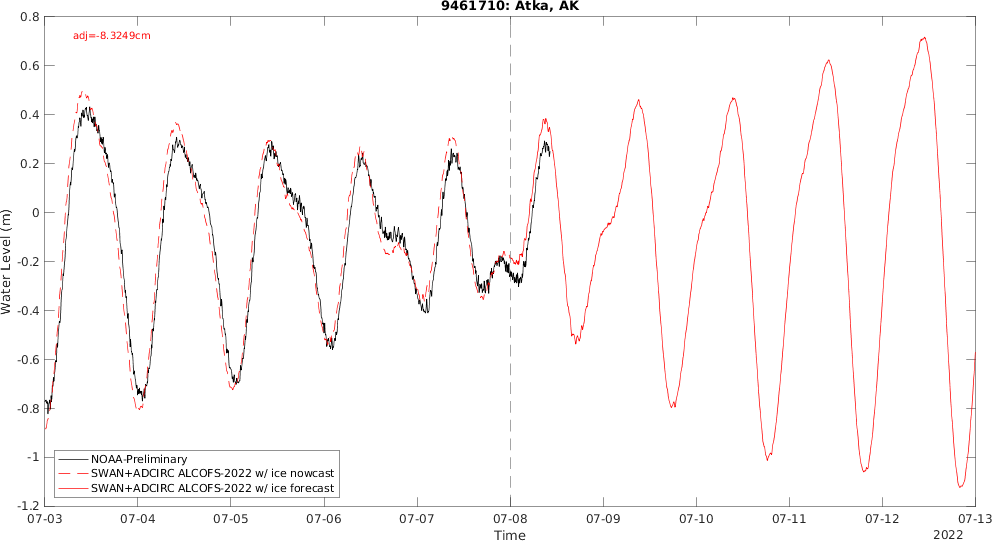 9461710: Atka, AK
adj=-8.3249cm
0.8
0.6
0.4
0.2
0
-0.2
-0.4
-0.6
-0.8
-1
-1.2
Water Level (m)
NOAA-Preliminary
SWAN+ADCIRC ALCOFS-2022 w/ ice nowcast
SWAN+ADCIRC ALCOFS-2022 w/ ice forecast
07-03 07-04 07-05 07-06 07-07 07-08 07-09 07-10 07-11 07-12 07-13
Time
2022